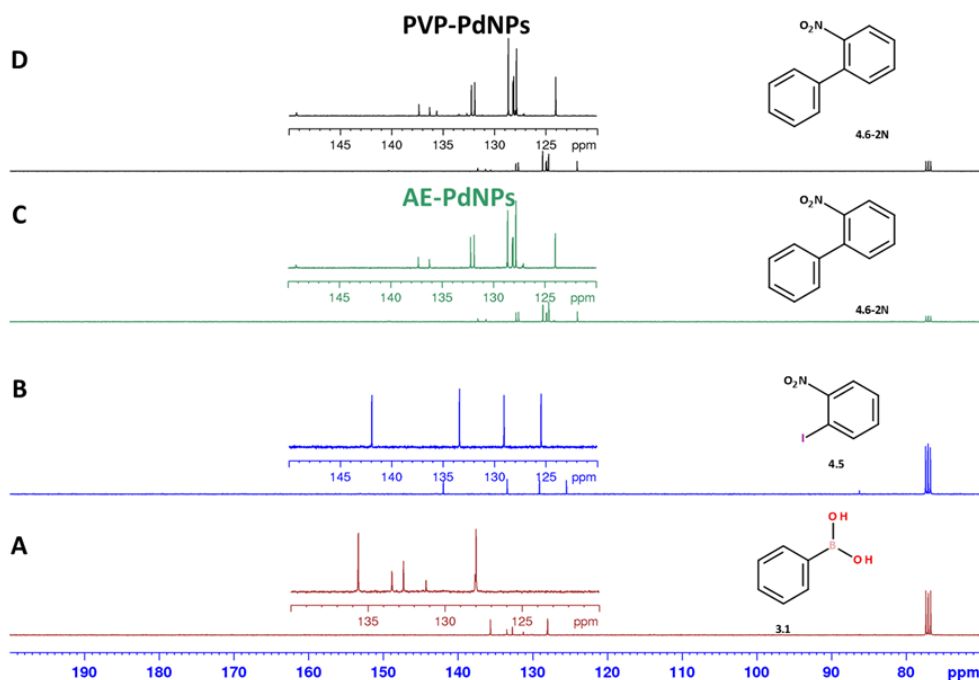 PVP-PdNPs
D
O₂N
4.6-2N
145 140 135 130 125 ppm
AE-PdNPs
C
O₂N
4.6-2N
145 140 135 130 125 ppm
B
O₂N
I
4.5
145 140 135 130 125 ppm
A
OH
B
OH
3.1
135 130 125 ppm
190 180 170 160 150 140 130 120 110 100 90 80 ppm